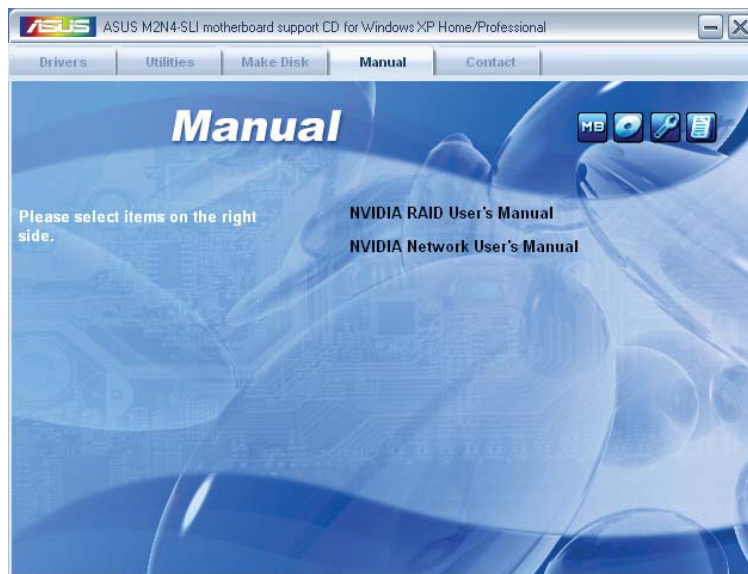 ASUS ASUS M2N4-SLI motherboard support CD for Windows XP Home/Professional
Drivers Utilities Make Disk Manual Contact
Manual
MB
Please select items on the right
side.
NVIDIA RAID User's Manual
NVIDIA Network User's Manual